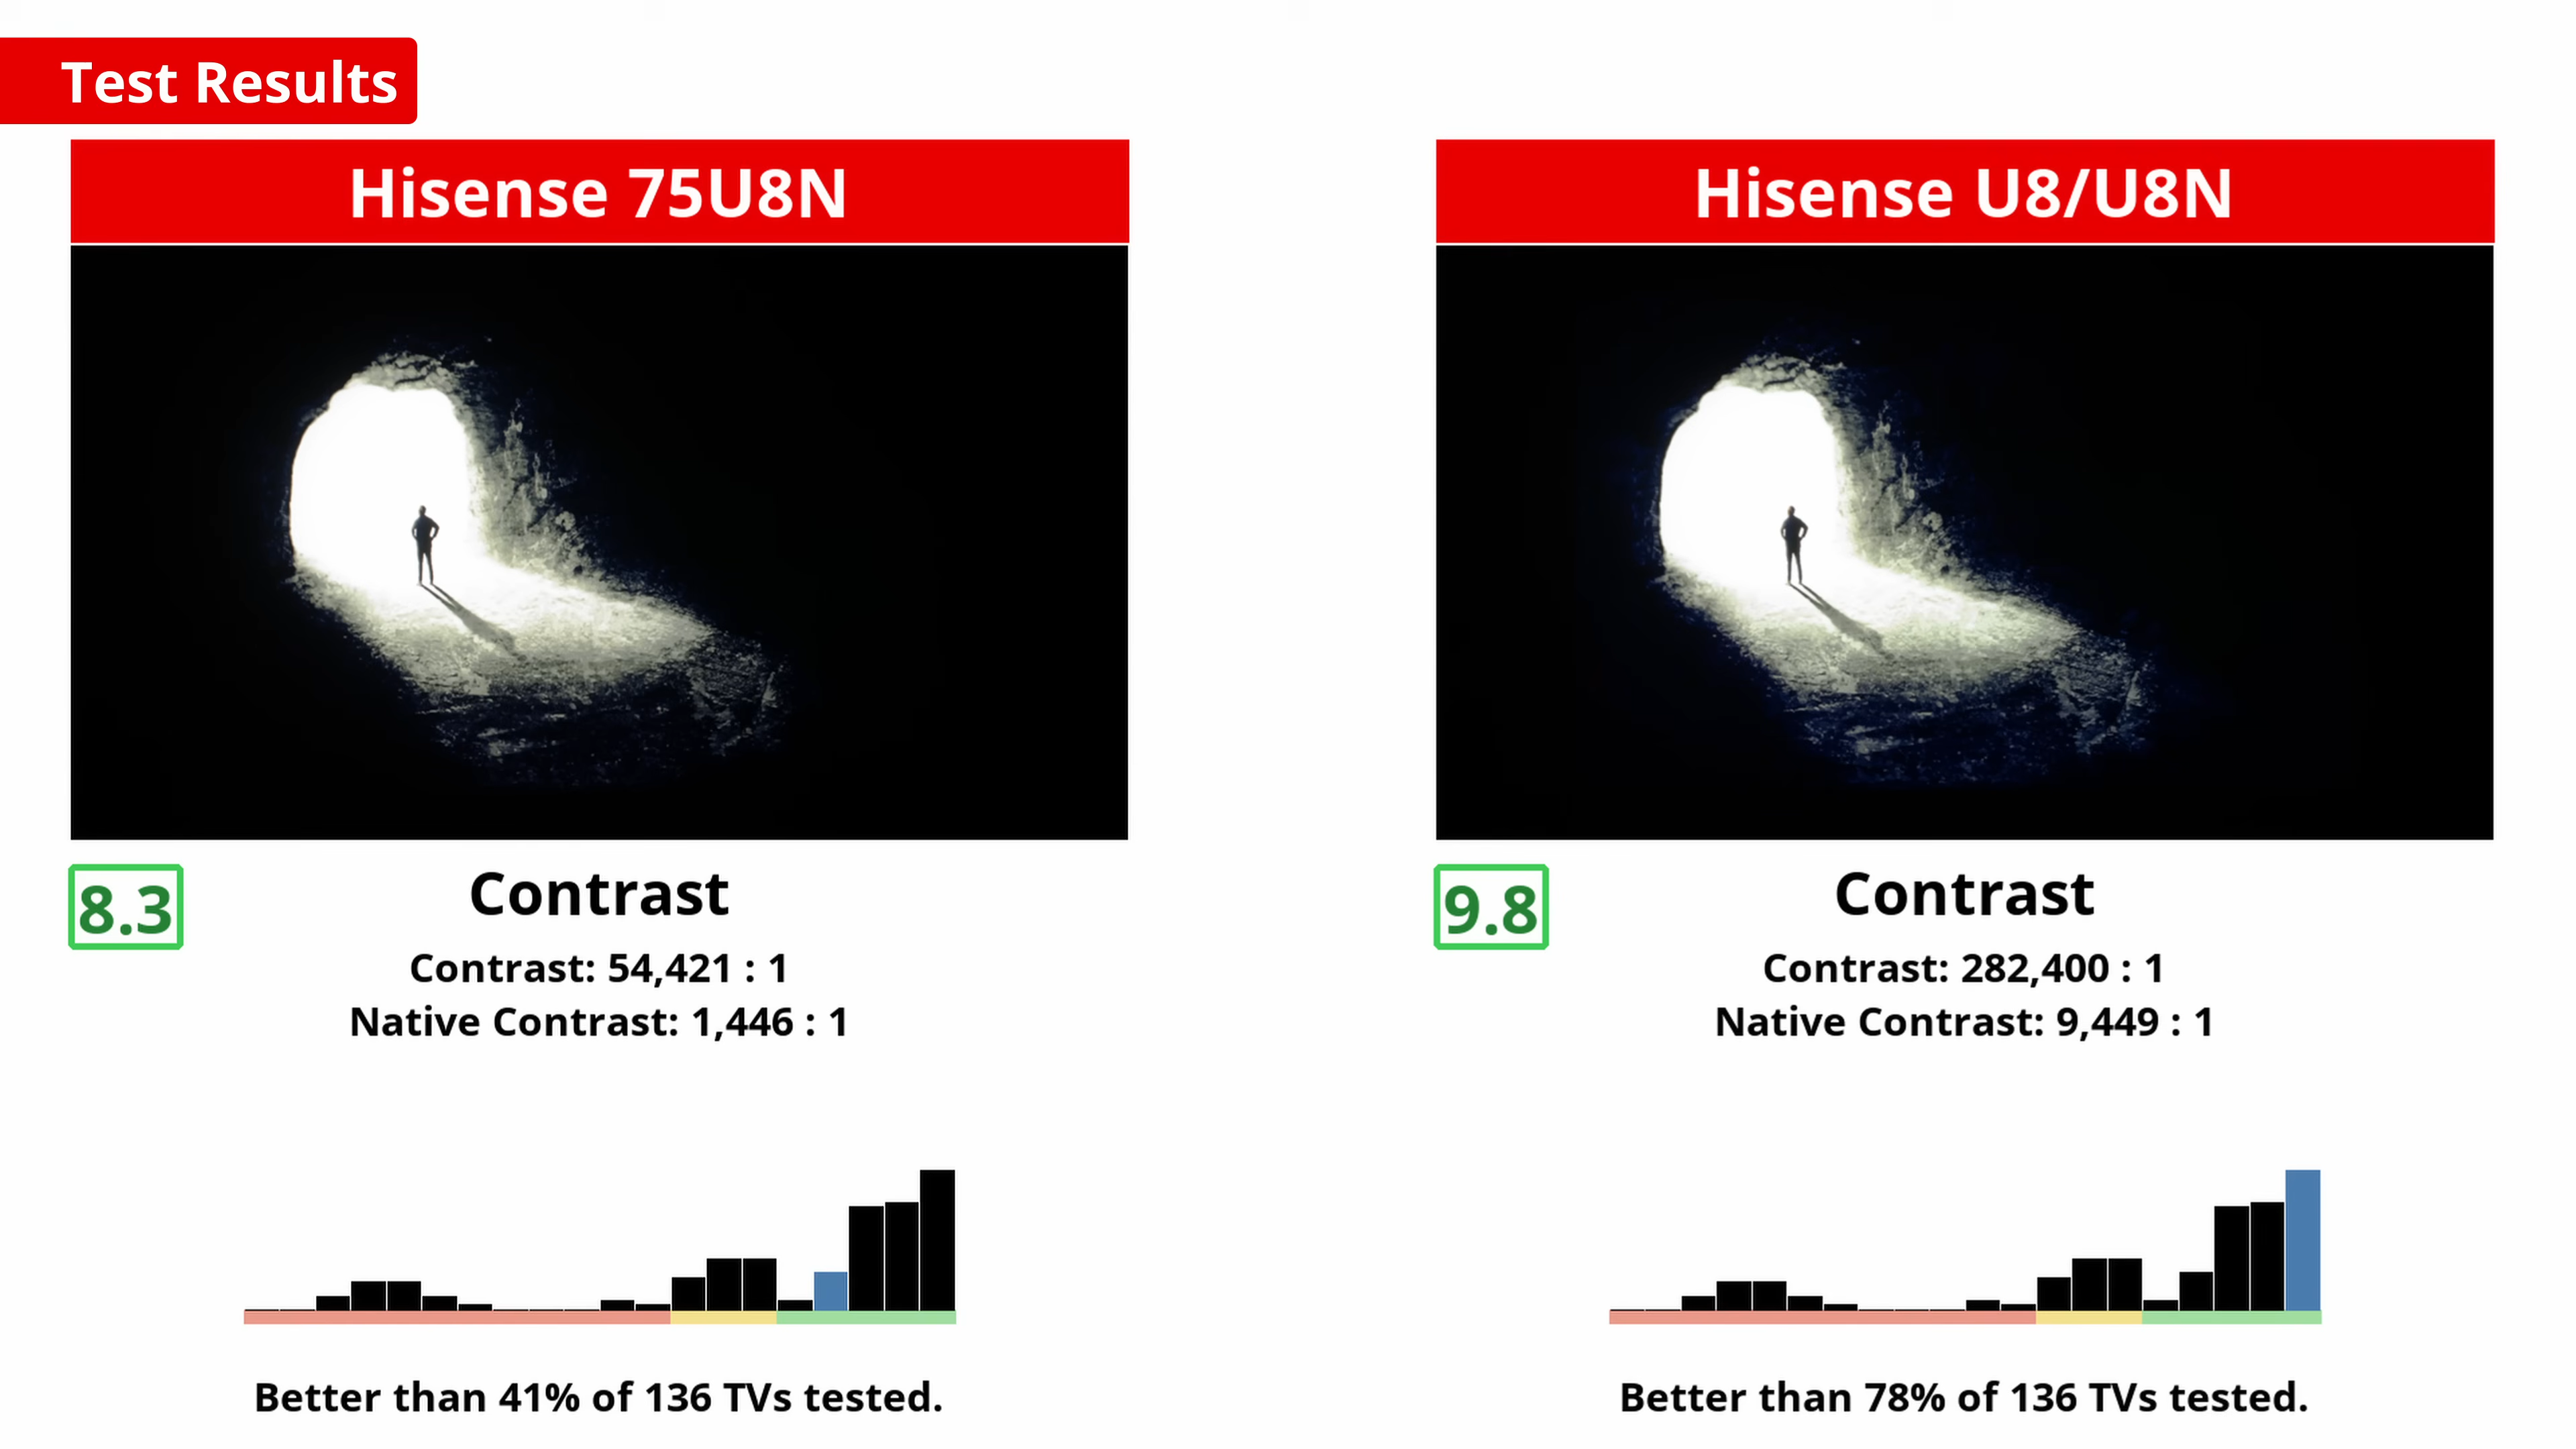 Test Results
Hisense 75U8N
8.3
Contrast
Contrast: 54,421 : 1
Native Contrast: 1,446 : 1
Better than 41% of 136 TVs tested.
Hisense U8/U8N
9.8
Contrast
Contrast: 282,400 : 1
Native Contrast: 9,449 : 1
Better than 78% of 136 TVs tested.